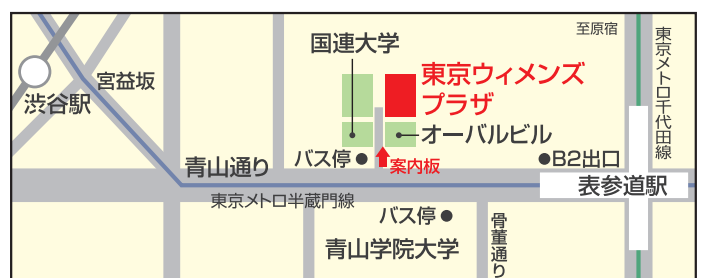 至原宿
東京メトロ千代田線
国連大学
東京ウィメンズ
プラザ
宮益坂
渋谷駅
オーバルビル
青山通り
バス停
案内板
B2出口
表参道駅
東京メトロ半蔵門線
バス停
青山学院大学
骨董通り